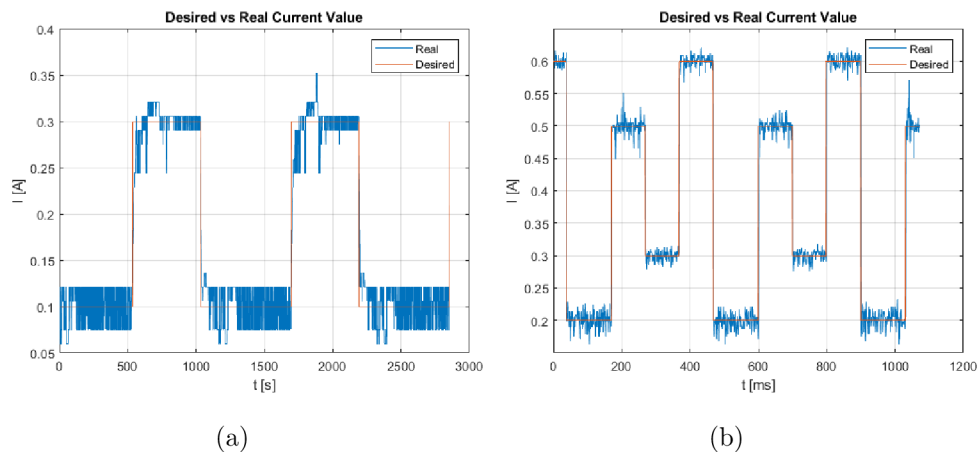 Desired vs Real Current Value
0.4
0.35
0.3
0.25
0.2
0.15
0.1
0.05
I [A]
0
500
1000
1500
2000
2500
3000
t [s]
Real
Desired
(a)
Desired vs Real Current Value
0.6
0.55
0.5
0.45
0.4
0.35
0.3
0.25
0.2
I [A]
0
200
400
600
800
1000
1200
t [ms]
Real
Desired
(b)